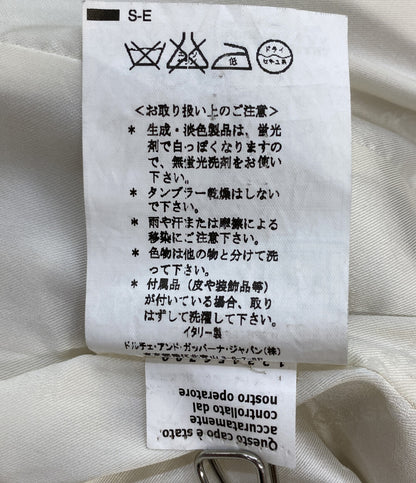 S-E
低
ドライ
セキユ系
<お取り扱い上のご注意>
* 生成・淡色製品は、蛍光
剤で白っぽくなりますの
で、無蛍光洗剤をお使い
下さい。
* タンブラー乾燥はしない
で下さい。
* 雨や汗または摩擦による
移染にご注意下さい。
* 色物は他の物と分けて洗
って下さい。
* 付属品(皮や装飾品等)
が付いている場合、取り
はずして洗濯して下さい。
イタリー製
ドルチェ・アンド・ガッバーナ・ジャパン(株)
Questo capo è stato
accuratamente
controllato dal
nostro operatore